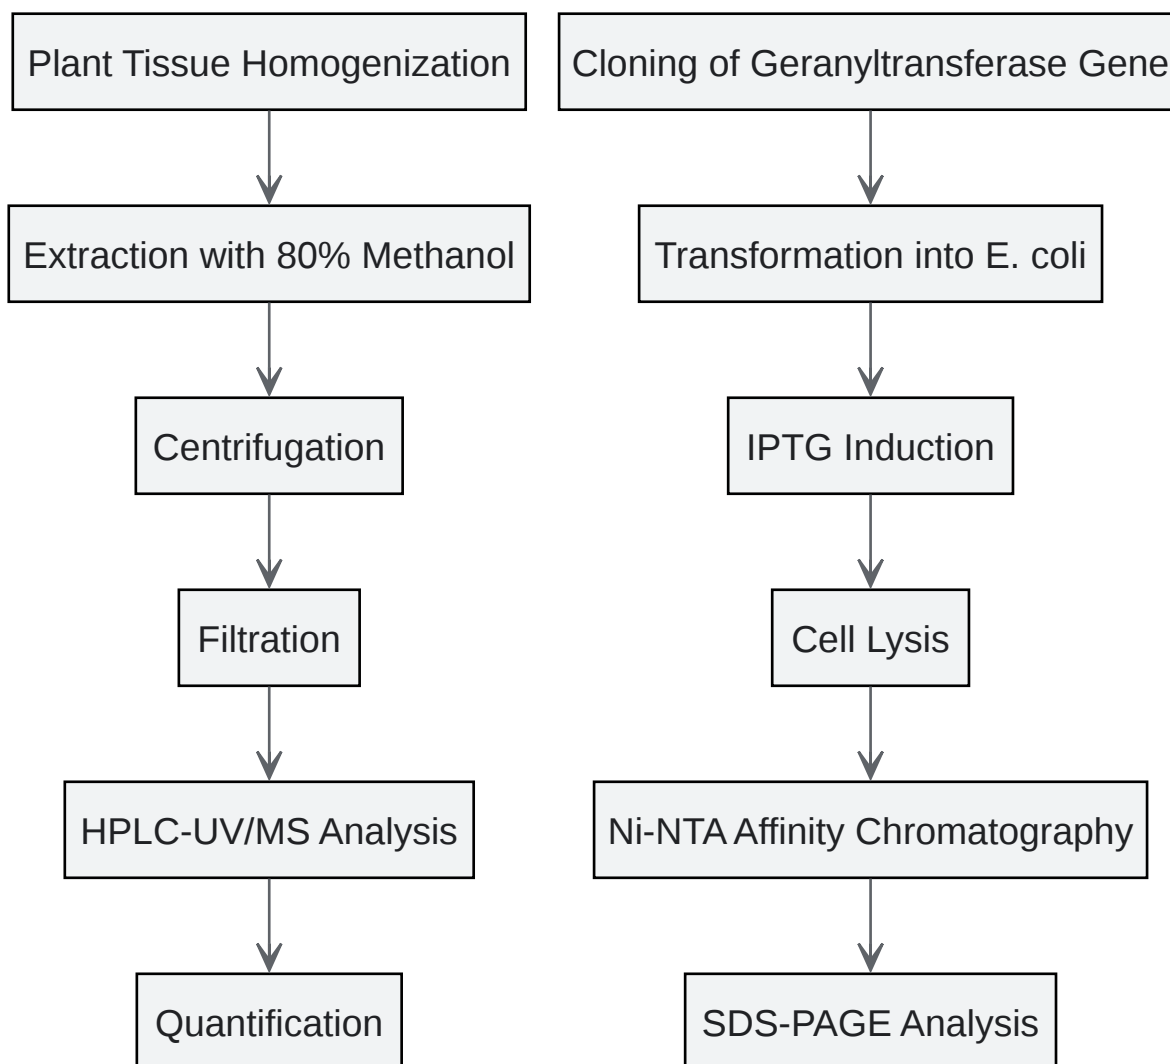 Plant Tissue Homogenization
Extraction with 80% Methanol
Centrifugation
Filtration
HPLC-UV/MS Analysis
Quantification
Cloning of Geranyltransferase Gene
Transformation into E. coli
IPTG Induction
Cell Lysis
Ni-NTA Affinity Chromatography
SDS-PAGE Analysis